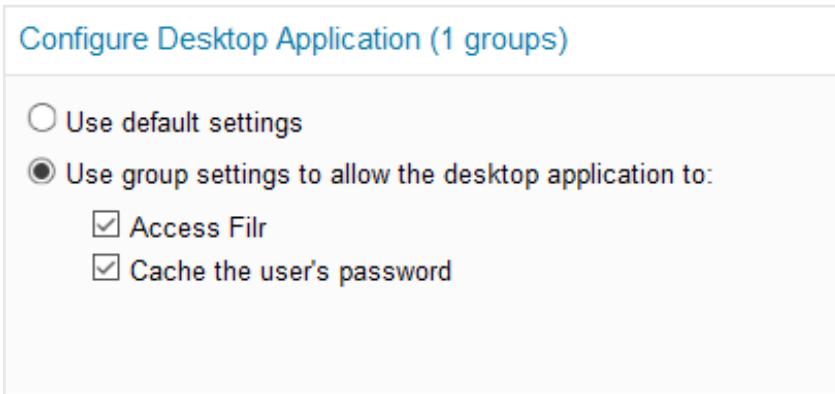 Configure Desktop Application (1 groups)
Use default settings
Use group settings to allow the desktop application to:
Access Filr
Cache the user's password